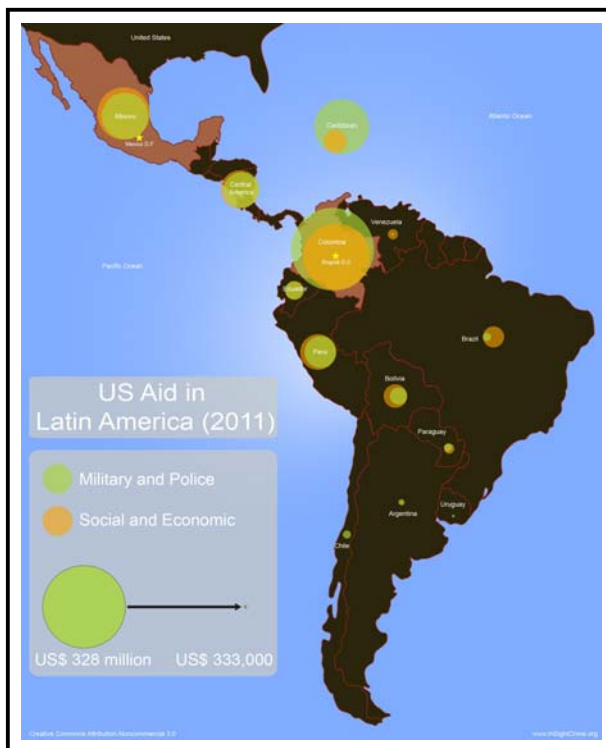 United States
Atlantic Ocean
Mexico
Caribbean
Mexico D.F
Central
America
Venezuela
Colombia
Bogota D.C
Pacific Ocean
Ecuador
Peru
Brazil
Bolivia
US Aid in
Latin America (2011)
Paraguay
Military and Police
Social and Economic
Argentina
Uruguay
Chile
US$ 328 million
US$ 333,000
Creative Commons Attribution-Noncommercial 3.0
www.InSightCrime.org